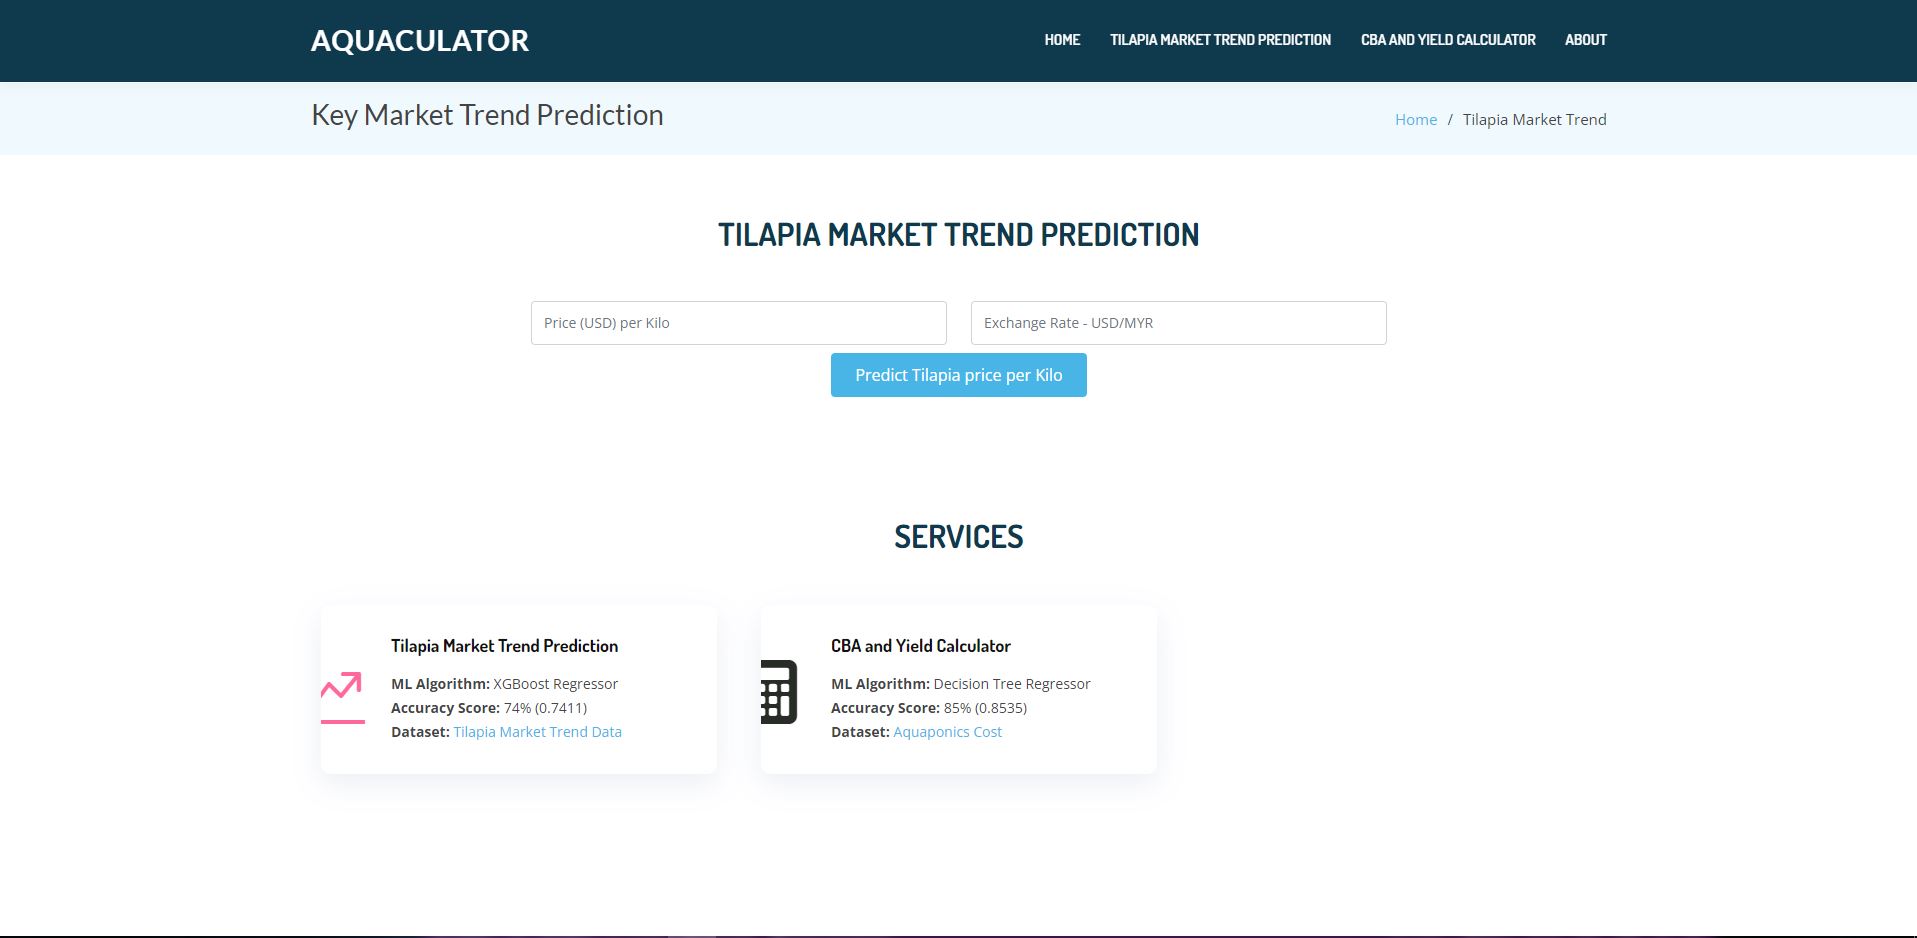 AQUACULATOR
HOME TILAPIA MARKET TREND PREDICTION CBA AND YIELD CALCULATOR ABOUT
Key Market Trend Prediction
Home / Tilapia Market Trend
TILAPIA MARKET TREND PREDICTION
Price (USD) per Kilo
Exchange Rate - USD/MYR
Predict Tilapia price per Kilo
SERVICES
Tilapia Market Trend Prediction
ML Algorithm: XGBoost Regressor
Accuracy Score: 74% (0.7411)
Dataset: Tilapia Market Trend Data
CBA and Yield Calculator
ML Algorithm: Decision Tree Regressor
Accuracy Score: 85% (0.8535)
Dataset: Aquaponics Cost